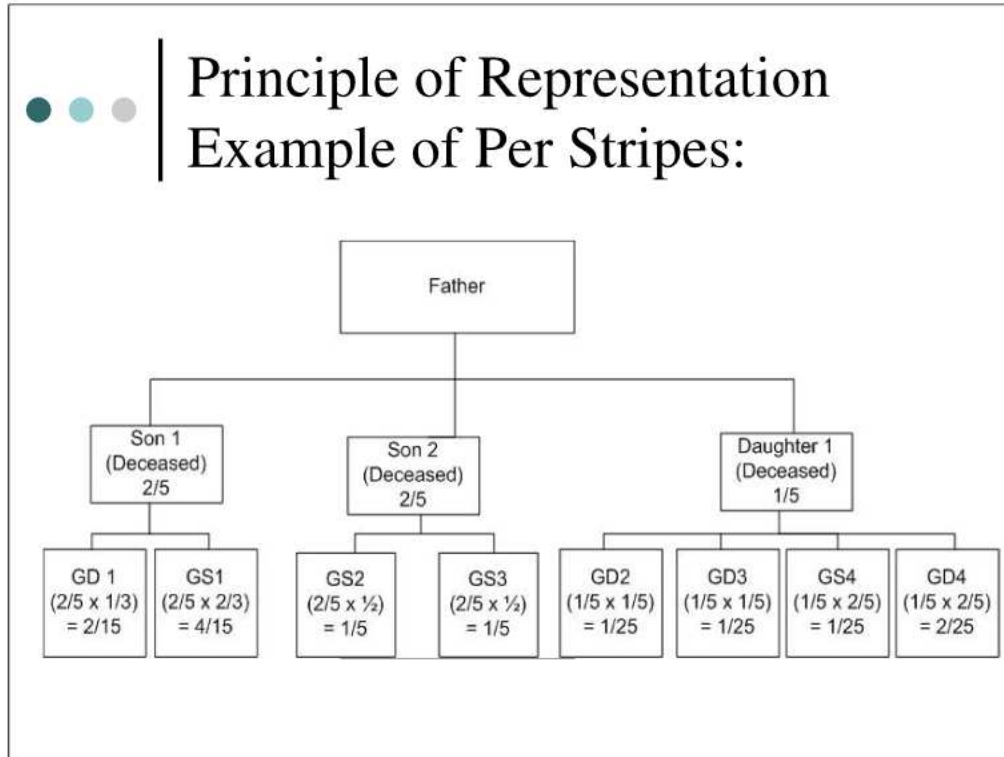 Principle of Representation
Example of Per Stripes:
Father
Son 1
(Deceased)
2/5
Son 2
(Deceased)
2/5
Daughter 1
(Deceased)
1/5
GD 1
(2/5 x 1/3)
= 2/15
GS1
(2/5 x 2/3)
= 4/15
GS2
(2/5 x ½)
= 1/5
GS3
(2/5 x ½)
= 1/5
GD2
(1/5 x 1/5)
= 1/25
GD3
(1/5 x 1/5)
= 1/25
GS4
(1/5 x 2/5)
= 1/25
GD4
(1/5 x 2/5)
= 2/25